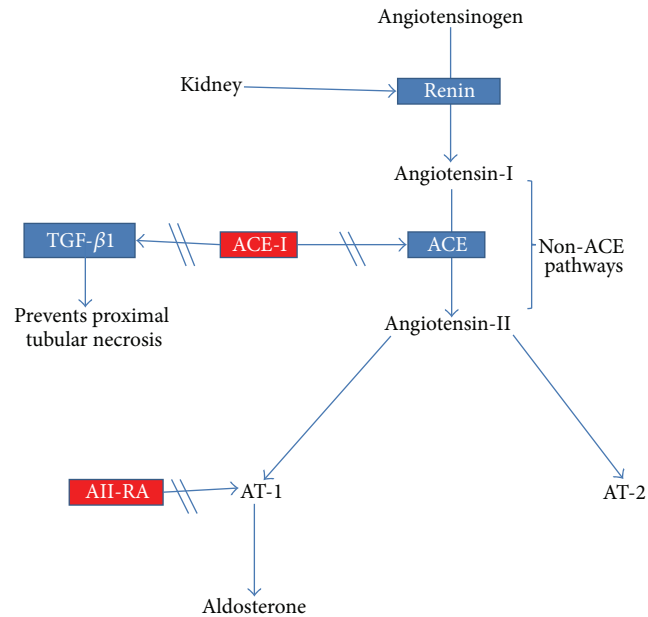 Angiotensinogen
Kidney
Renin
Angiotensin-I
TGF-β1
ACE-I
ACE
Non-ACE
pathways
Prevents proximal
tubular necrosis
Angiotensin-II
AII-RA
AT-1
AT-2
Aldosterone